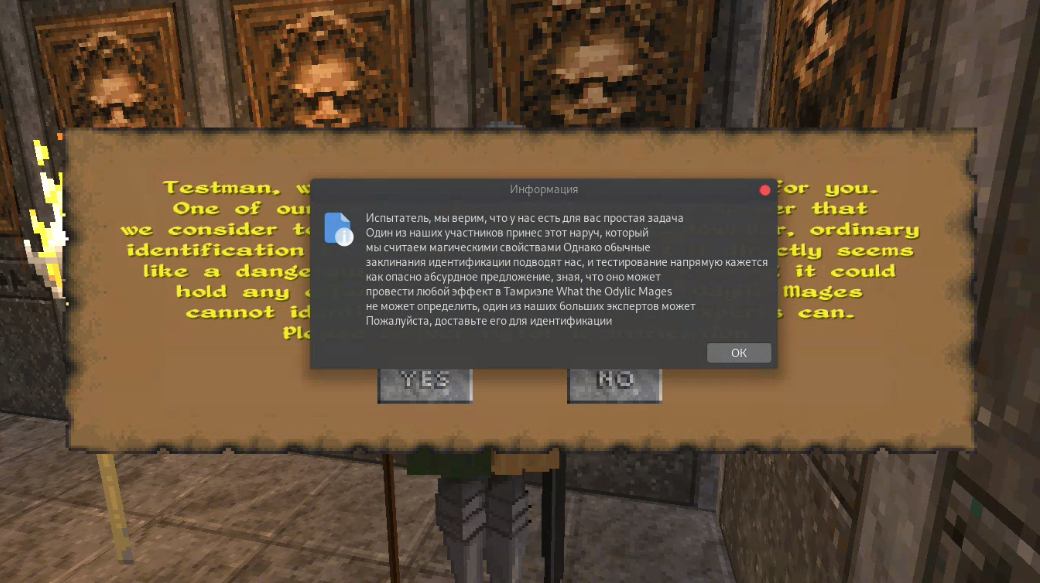 Информация
Испытатель, мы верим, что у нас есть для вас простая задача
Один из наших участников принес этот наруч, который
мы считаем магическими свойствами Однако обычные
заклинания идентификации подводят нас, и тестирование напрямую кажется
как опасно абсурдное предложение, зная, что оно может
провести любой эффект в Тамриэле What the Odylic Mages
не может определить, один из наших больших экспертов может
Пожалуйста, доставьте его для идентификации
OK
Testman, for you.
One of our that
we consider ordinary
identification seems
like a it could
hold any Mages
cannot can.
YES NO